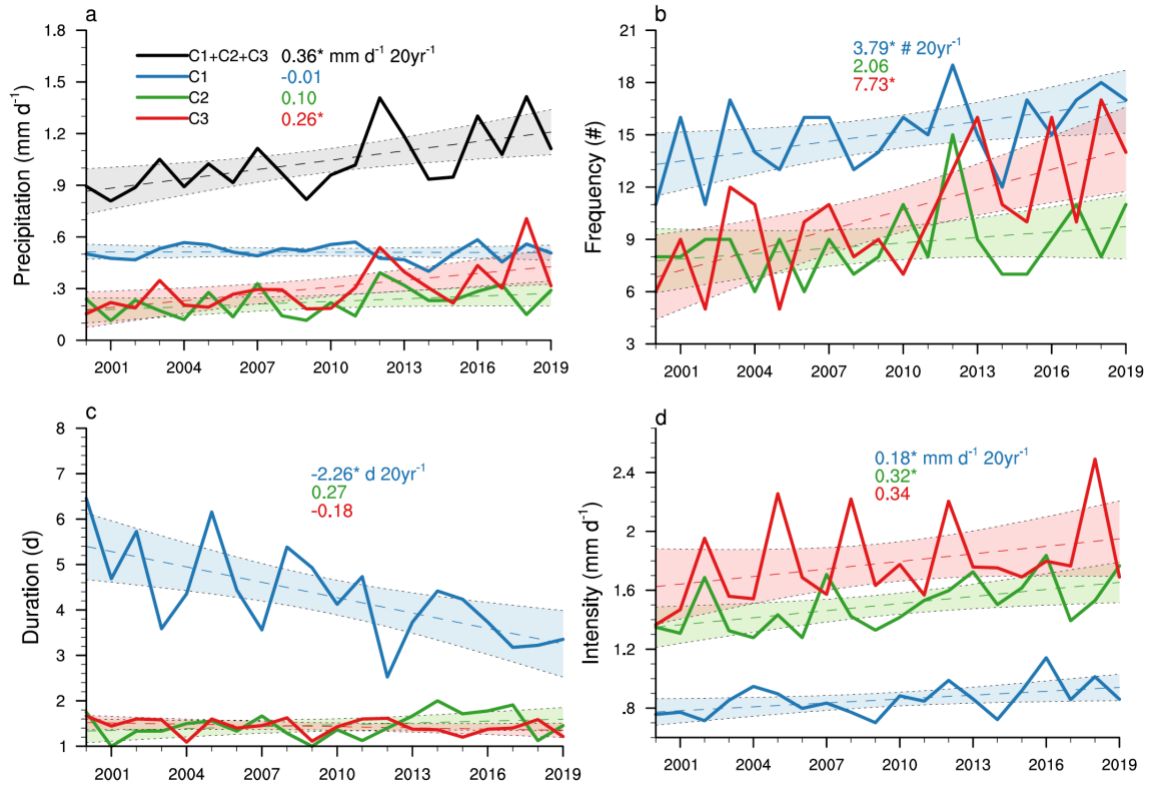 a
Precipitation (mm d-1)
1.8
1.5
1.2
.9
.6
.3
0
C1+C2+C3 0.36* mm d-1 20yr-1
C1 -0.01
C2 0.10
C3 0.26*
2001 2004 2007 2010 2013 2016 2019
b
Frequency (#)
21
18
15
12
9
6
3
3.79* # 20yr-1
2.06
7.73*
2001 2004 2007 2010 2013 2016 2019
c
Duration (d)
8
7
6
5
4
3
2
1
-2.26* d 20yr-1
0.27
-0.18
2001 2004 2007 2010 2013 2016 2019
d
Intensity (mm d-1)
2.4
2
1.6
1.2
.8
0.18* mm d-1 20yr-1
0.32*
0.34
2001 2004 2007 2010 2013 2016 2019